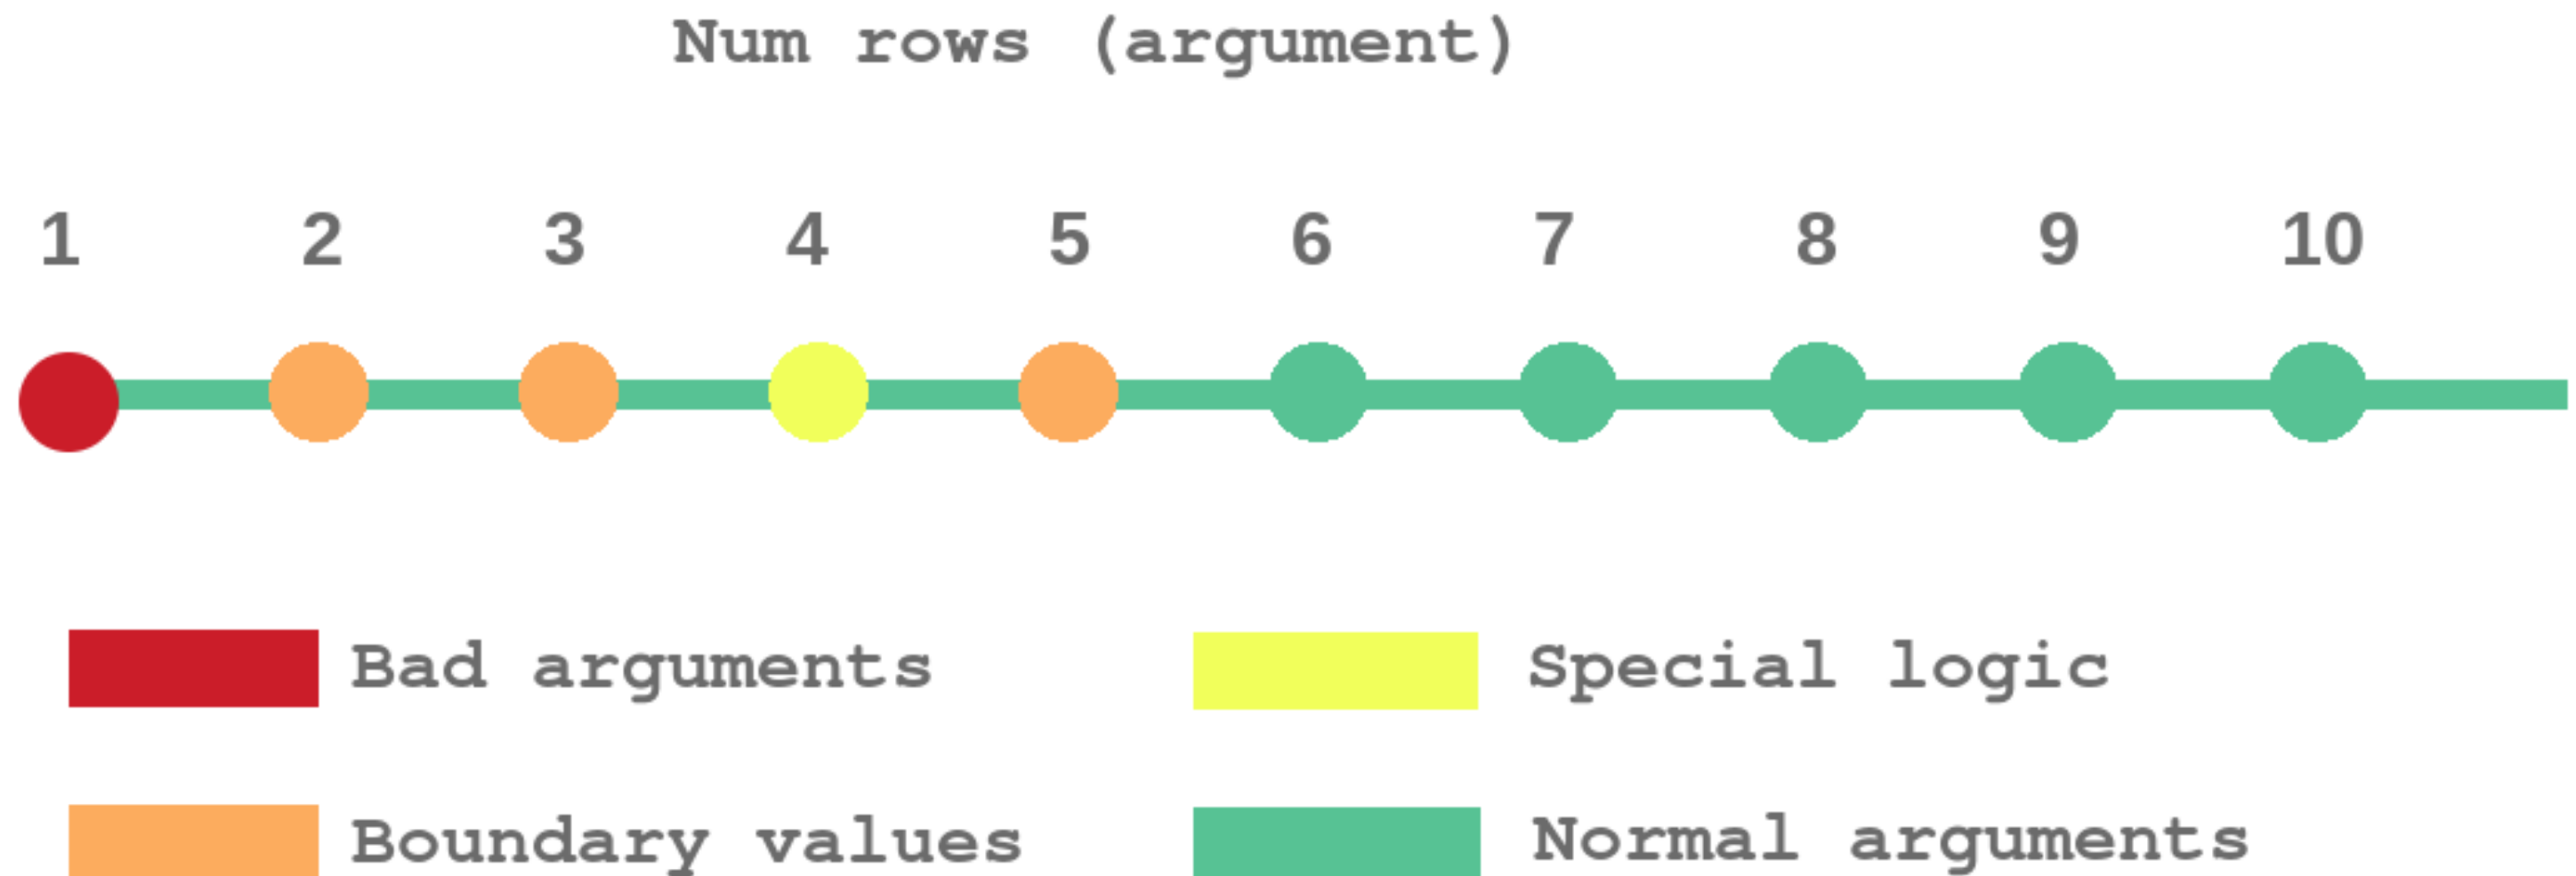 Num rows (argument)
1 2 3 4 5 6 7 8 9 10
Bad arguments Special logic
Boundary values Normal arguments